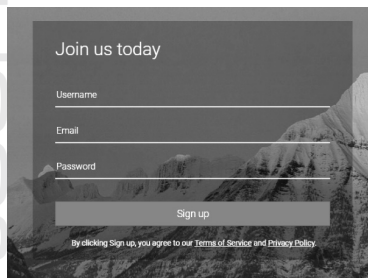 Join us today
Username
Email
Password
Sign up
By clicking Sign up, you agree to our Terms of Service and Privacy Policy.